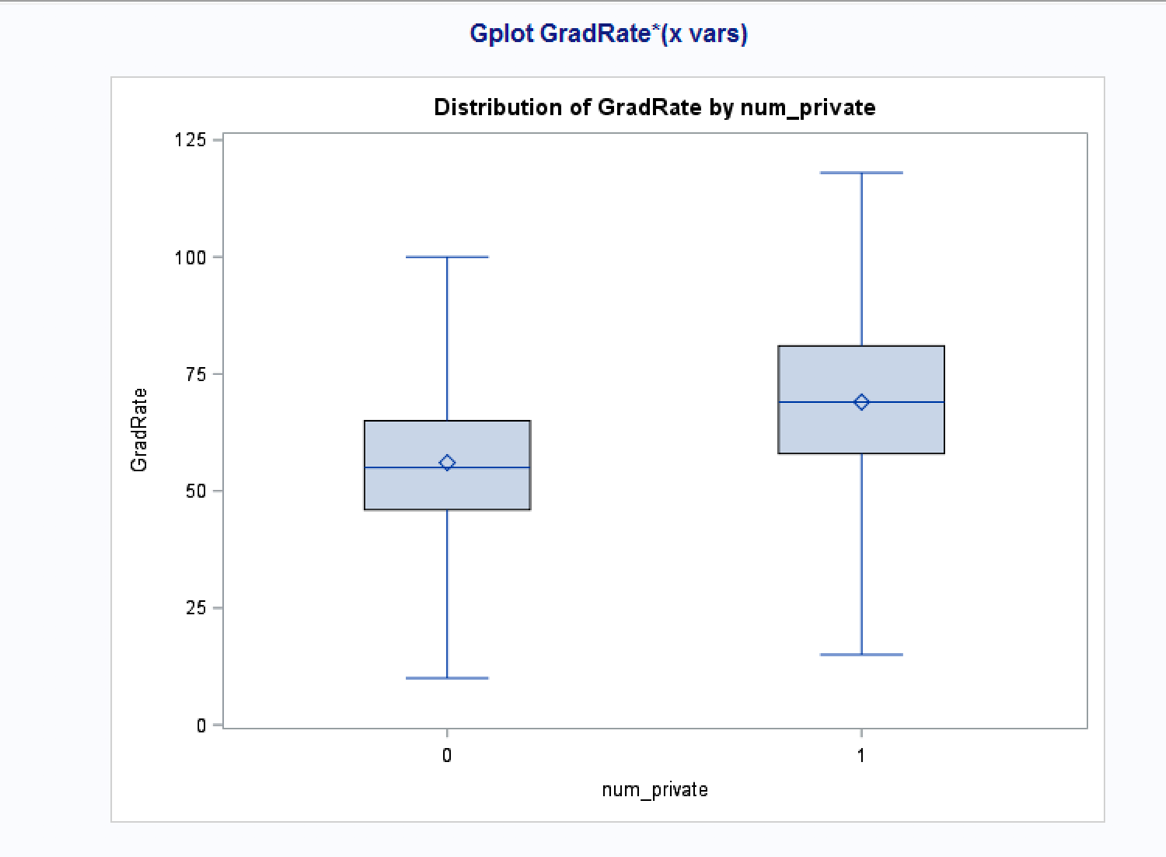 Gplot GradRate*(x vars)
Distribution of GradRate by num_private
125
100
75
50
25
0
GradRate
0
1
num_private